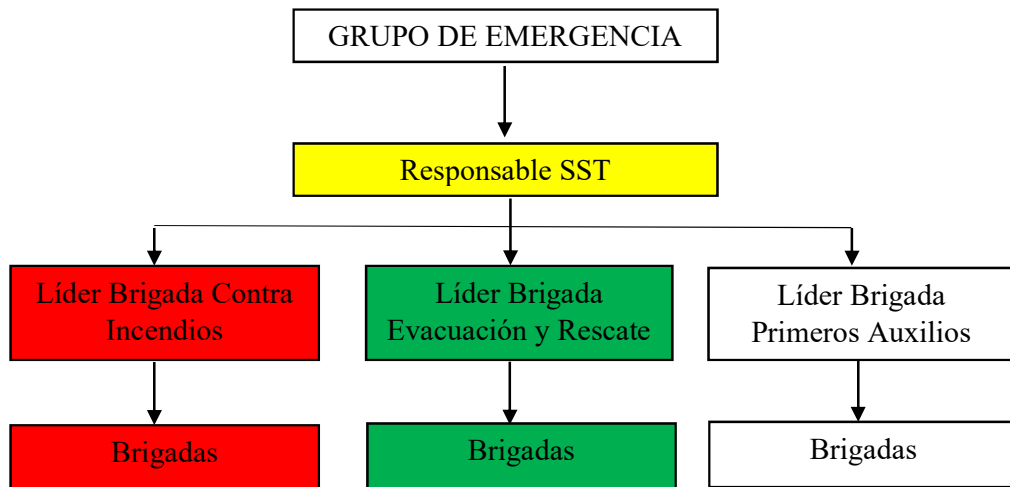 GRUPO DE EMERGENCIA
Responsable SST
Líder Brigada Contra
Incendios
Líder Brigada
Evacuación y Rescate
Líder Brigada
Primeros Auxilios
Brigadas
Brigadas
Brigadas